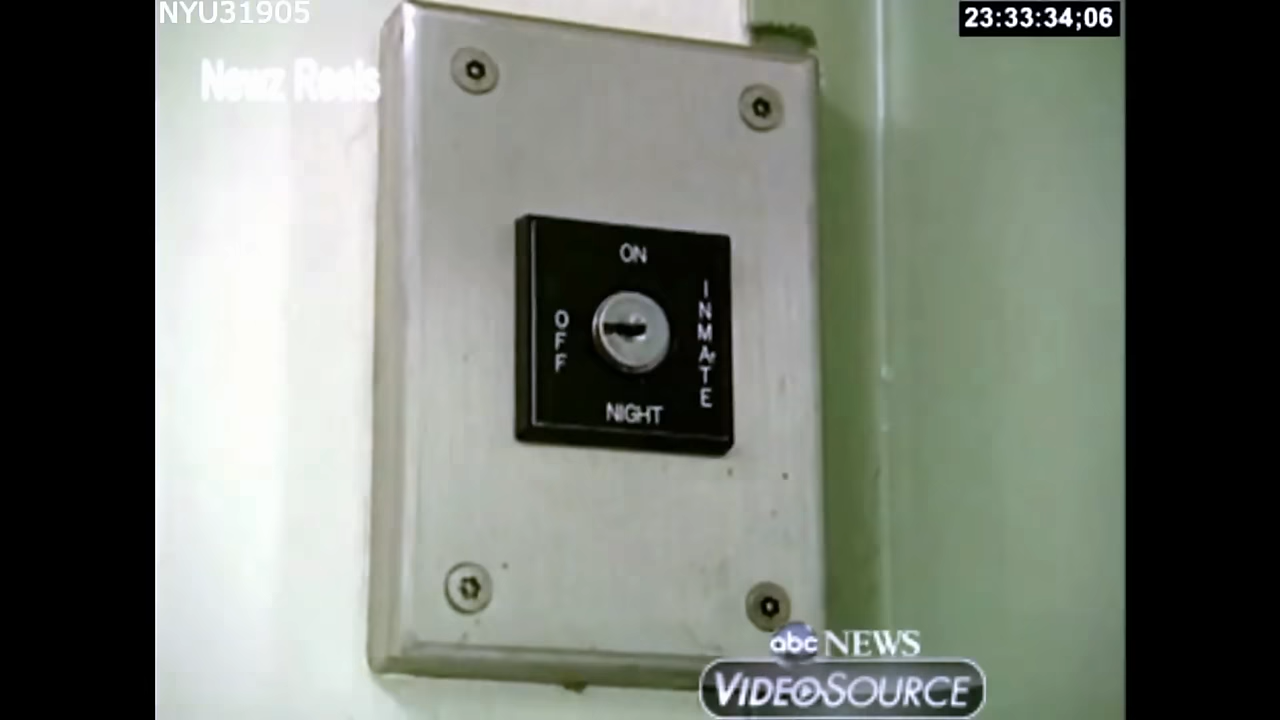 NYU31905
23:33:34;06
Newz Reels
ON
OFF
INMATE
NIGHT
abc NEWS
VIDEOSOURCE